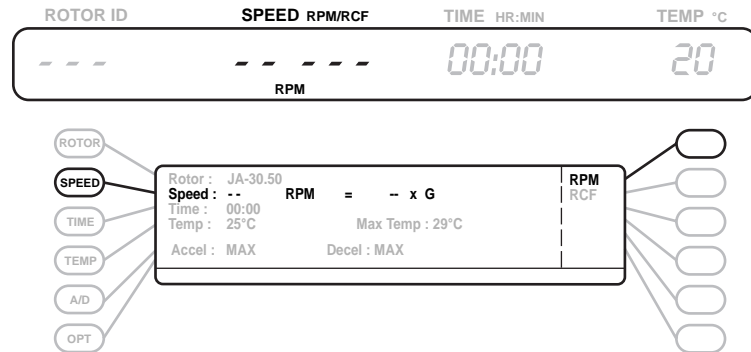 ROTOR ID SPEED RPM/RCF TIME HR:MIN TEMP °C
- - - - - - - - 00:00 20
RPM
ROTOR
SPEED
TIME
TEMP
A/D
OPT
Rotor : JA-30.50
Speed : - - RPM = -- x G
Time : 00:00
Temp : 25°C Max Temp : 29°C
Accel : MAX Decel : MAX
RPM
RCF